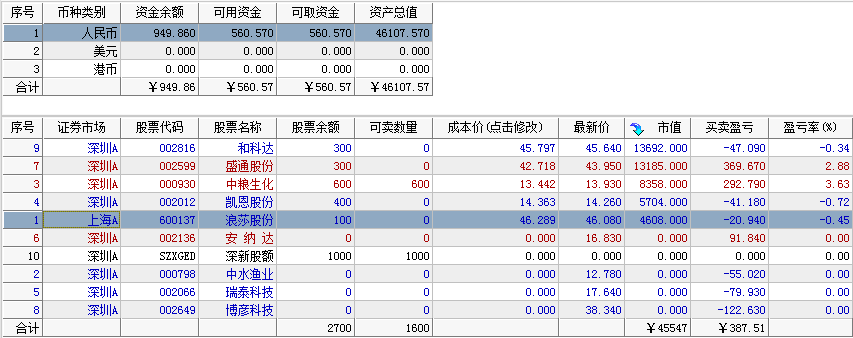 序号 币种类别 资金余额 可用资金 可取资金 资产总值
1 人民币 949.860 560.570 560.570 46107.570
2 美元 0.000 0.000 0.000 0.000
3 港币 0.000 0.000 0.000 0.000
合计 ￥949.86 ￥560.57 ￥560.57 ￥46107.57
序号 证券市场 股票代码 股票名称 股票余额 可卖数量 成本价(点击修改) 最新价 市值 买卖盈亏 盈亏率(%)
9 深圳A 002816 和科达 300 0 45.797 45.640 13692.000 -47.090 -0.34
7 深圳A 002599 盛通股份 300 0 42.718 43.950 13185.000 369.670 2.88
3 深圳A 000930 中粮生化 600 600 13.442 13.930 8358.000 292.790 3.63
4 深圳A 002012 凯恩股份 400 0 14.363 14.260 5704.000 -41.180 -0.72
1 上海A 600137 浪莎股份 100 0 46.289 46.080 4608.000 -20.940 -0.45
6 深圳A 002136 安 纳 达 0 0 0.000 16.830 0.000 91.840 0.00
10 深圳A SZXGED 深新股额 1000 1000 0.000 0.000 0.000 0.000 0.00
2 深圳A 000798 中水渔业 0 0 0.000 12.780 0.000 -55.020 0.00
5 深圳A 002066 瑞泰科技 0 0 0.000 17.640 0.000 -79.930 0.00
8 深圳A 002649 博彦科技 0 0 0.000 38.340 0.000 -122.630 0.00
合计 2700 1600 ￥45547 ￥387.51